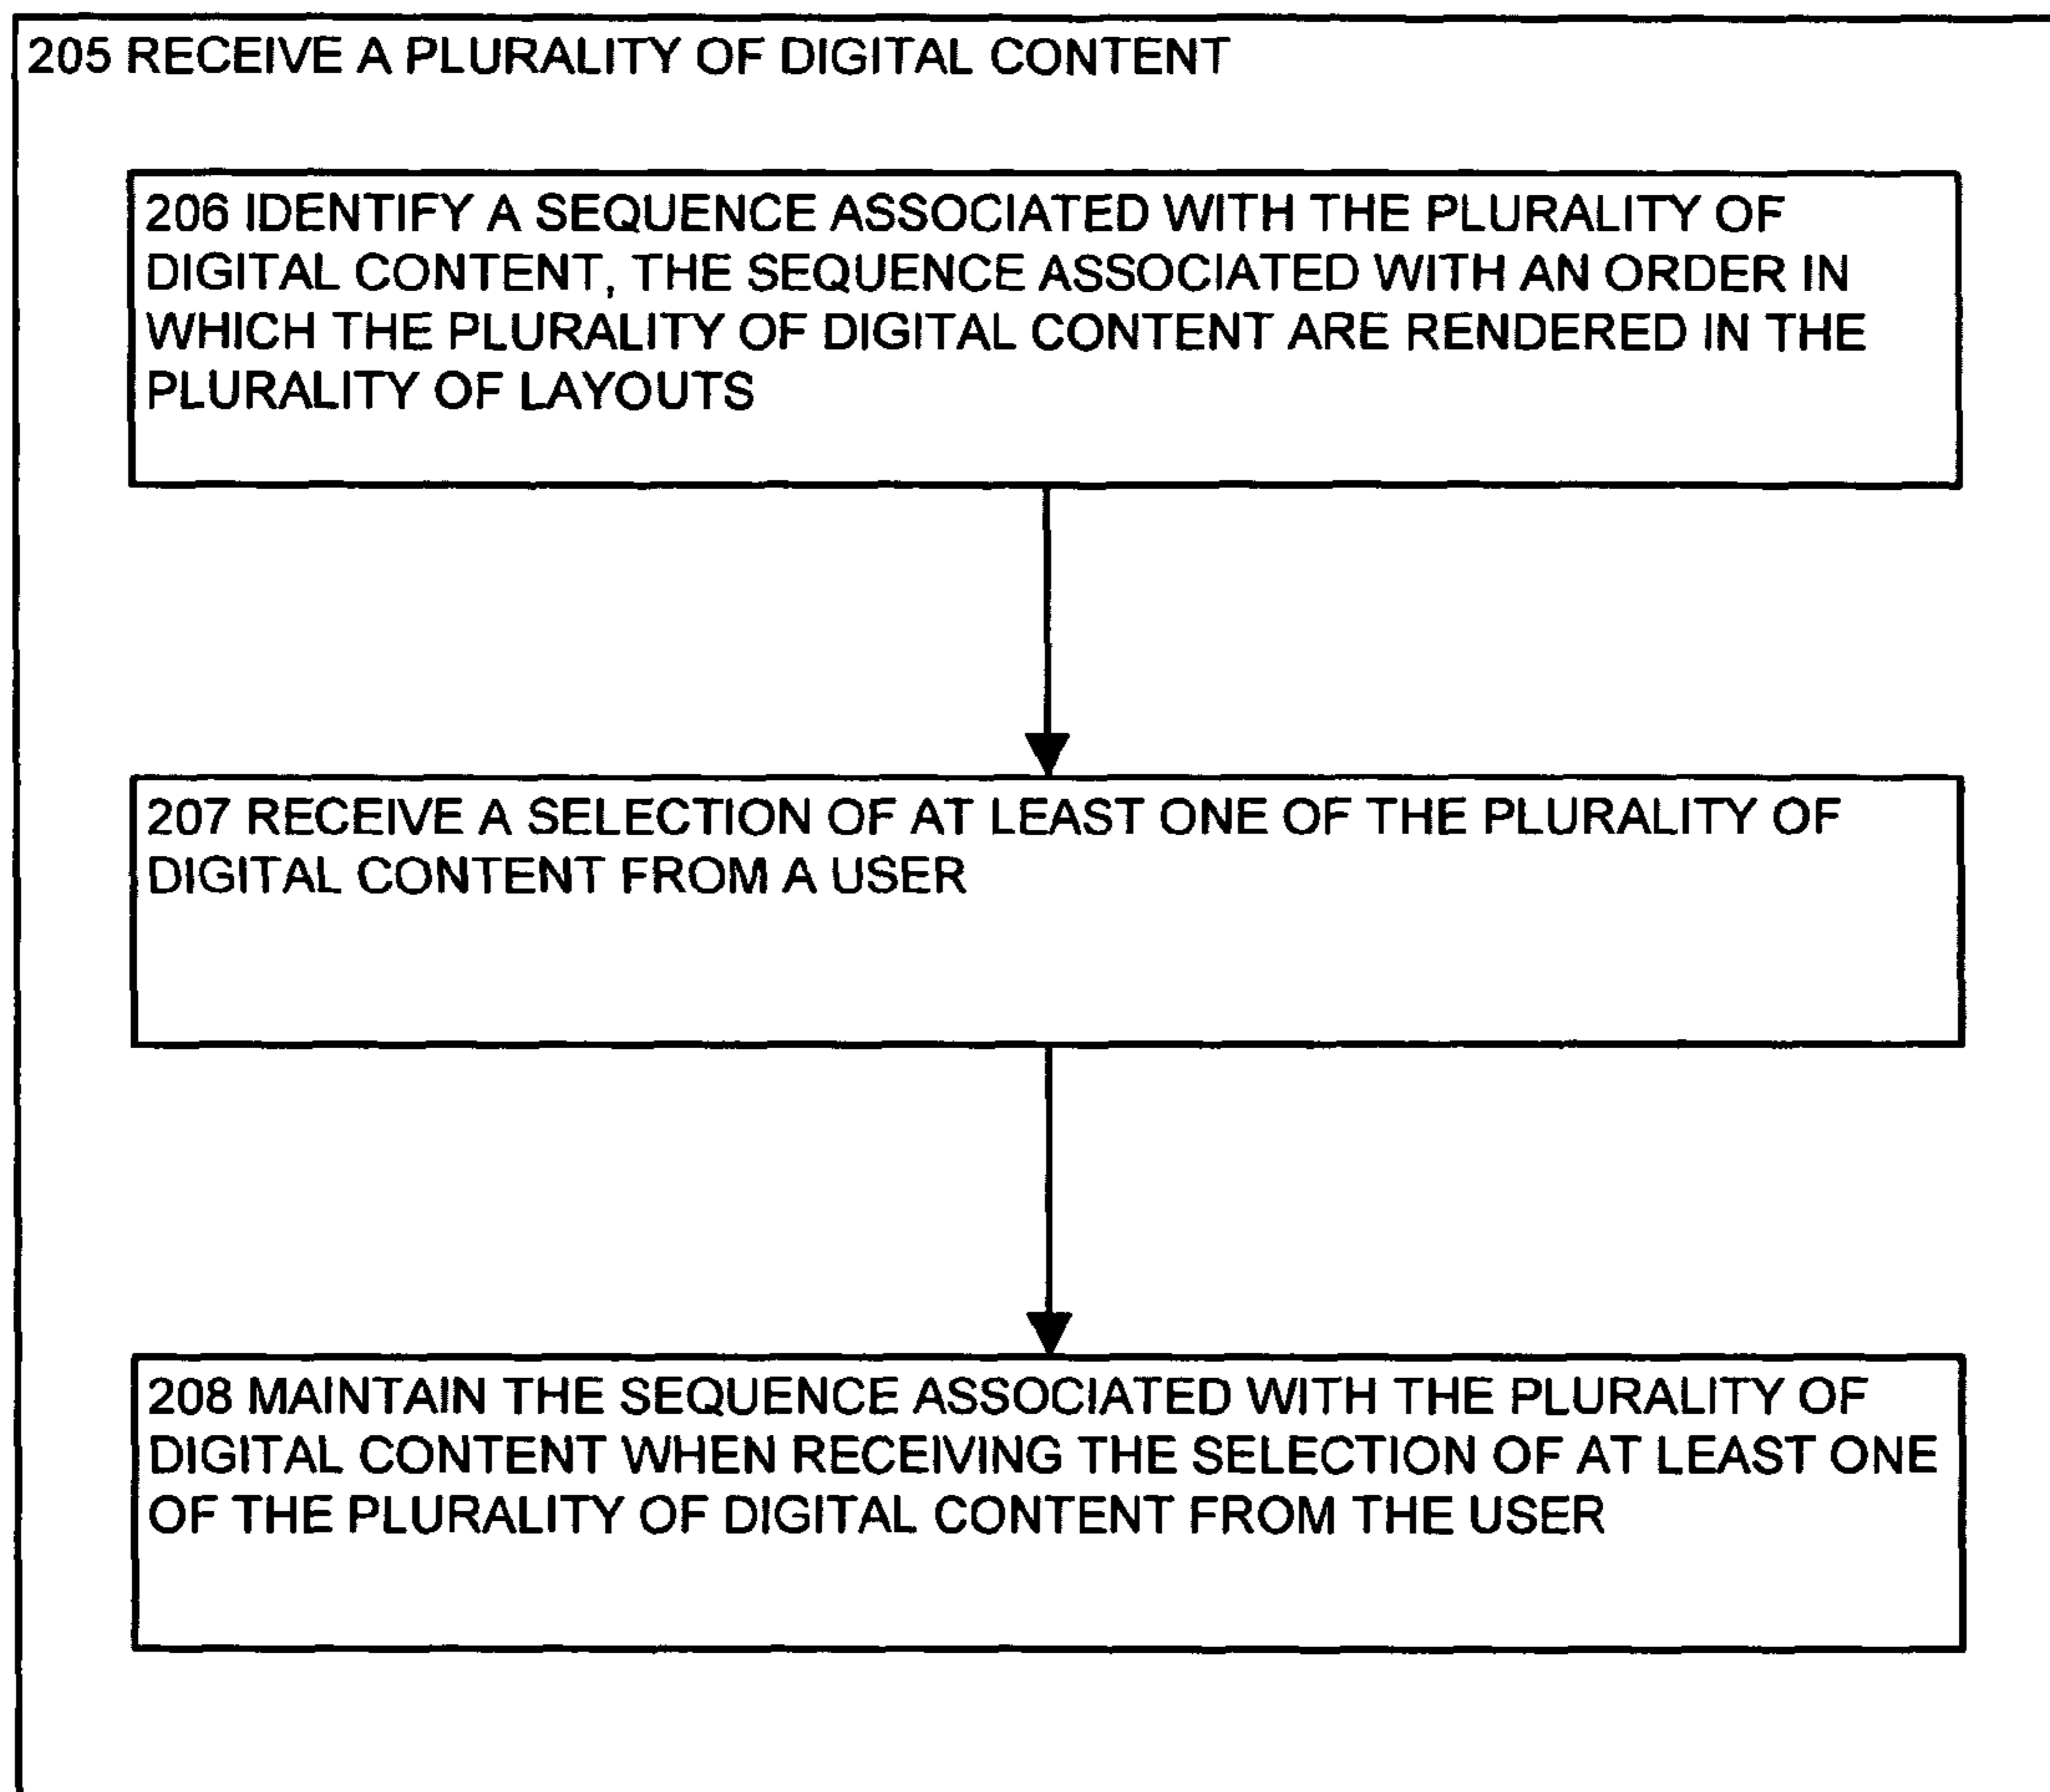 205 RECEIVE A PLURALITY OF DIGITAL CONTENT
206 IDENTIFY A SEQUENCE ASSOCIATED WITH THE PLURALITY OF
DIGITAL CONTENT, THE SEQUENCE ASSOCIATED WITH AN ORDER IN
WHICH THE PLURALITY OF DIGITAL CONTENT ARE RENDERED IN THE
PLURALITY OF LAYOUTS
207 RECEIVE A SELECTION OF AT LEAST ONE OF THE PLURALITY OF
DIGITAL CONTENT FROM A USER
208 MAINTAIN THE SEQUENCE ASSOCIATED WITH THE PLURALITY OF
DIGITAL CONTENT WHEN RECEIVING THE SELECTION OF AT LEAST ONE
OF THE PLURALITY OF DIGITAL CONTENT FROM THE USER